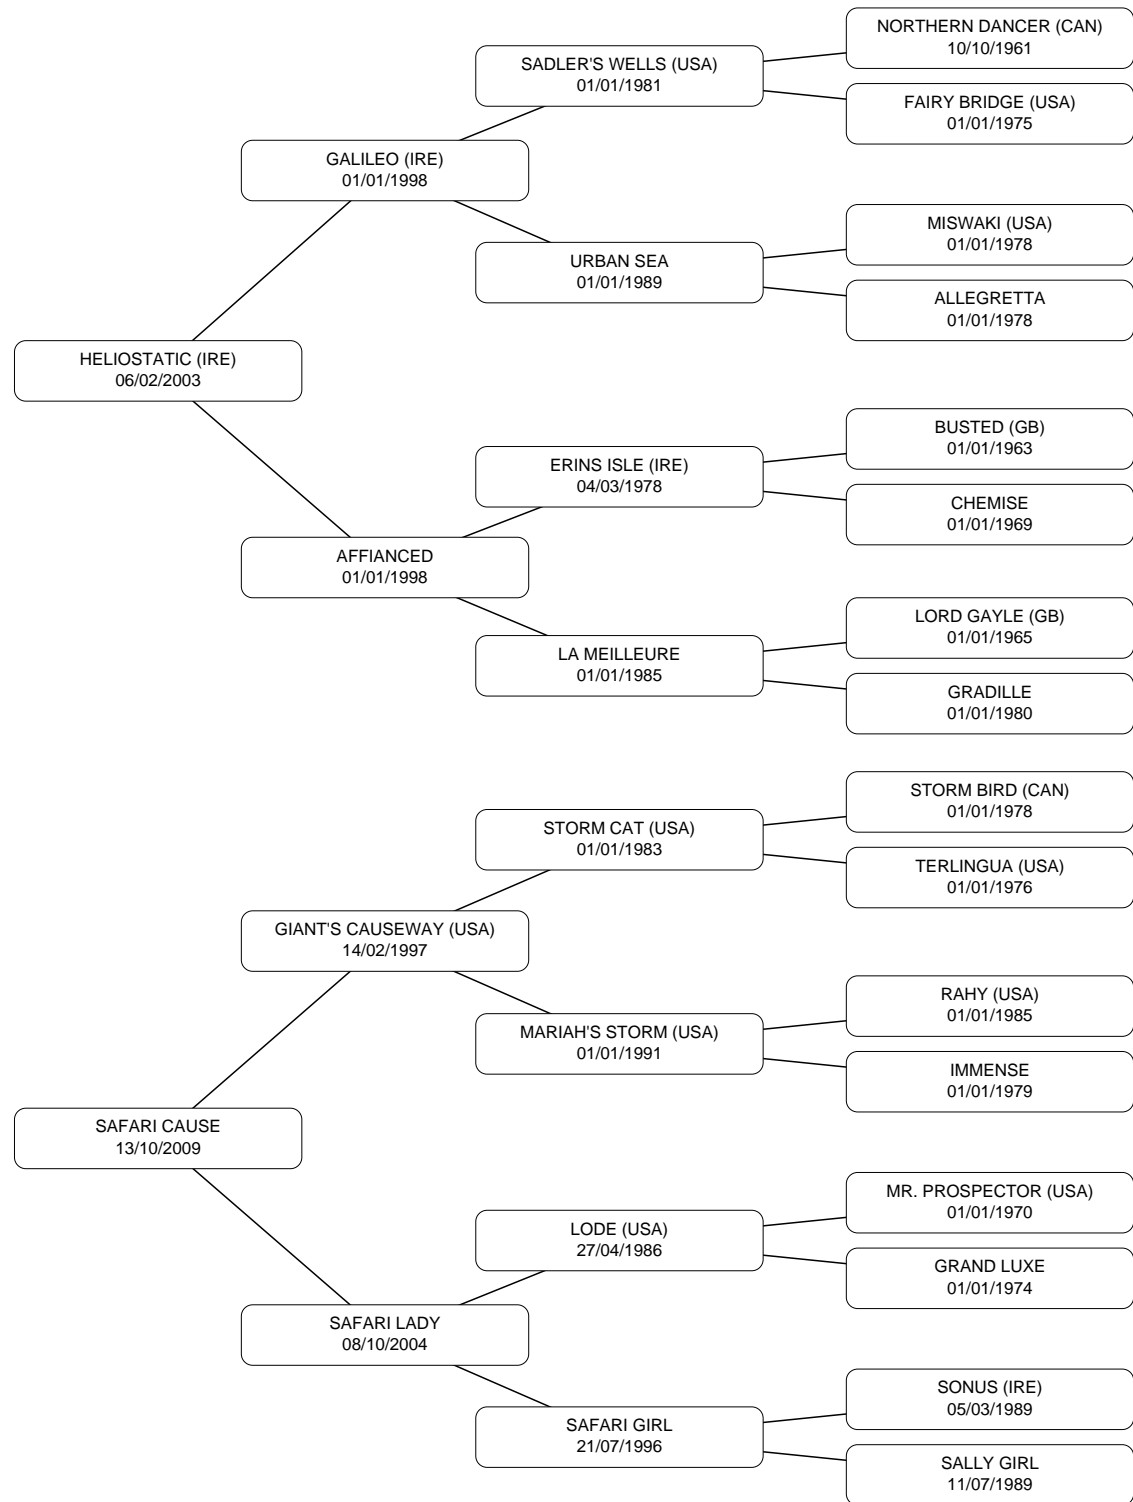 NORTHERN DANCER (CAN)
10/10/1961
SADLER'S WELLS (USA)
01/01/1981
FAIRY BRIDGE (USA)
01/01/1975
GALILEO (IRE)
01/01/1998
MISWAKI (USA)
01/01/1978
URBAN SEA
01/01/1989
ALLEGRETTA
01/01/1978
HELIOSTATIC (IRE)
06/02/2003
BUSTED (GB)
01/01/1963
ERINS ISLE (IRE)
04/03/1978
CHEMISE
01/01/1969
AFFIANCED
01/01/1998
LORD GAYLE (GB)
01/01/1965
LA MEILLEURE
01/01/1985
GRADILLE
01/01/1980
STORM BIRD (CAN)
01/01/1978
STORM CAT (USA)
01/01/1983
TERLINGUA (USA)
01/01/1976
GIANT'S CAUSEWAY (USA)
14/02/1997
RAHY (USA)
01/01/1985
MARIAH'S STORM (USA)
01/01/1991
IMMENSE
01/01/1979
SAFARI CAUSE
13/10/2009
MR. PROSPECTOR (USA)
01/01/1970
LODE (USA)
27/04/1986
GRAND LUXE
01/01/1974
SAFARI LADY
08/10/2004
SONUS (IRE)
05/03/1989
SAFARI GIRL
21/07/1996
SALLY GIRL
11/07/1989